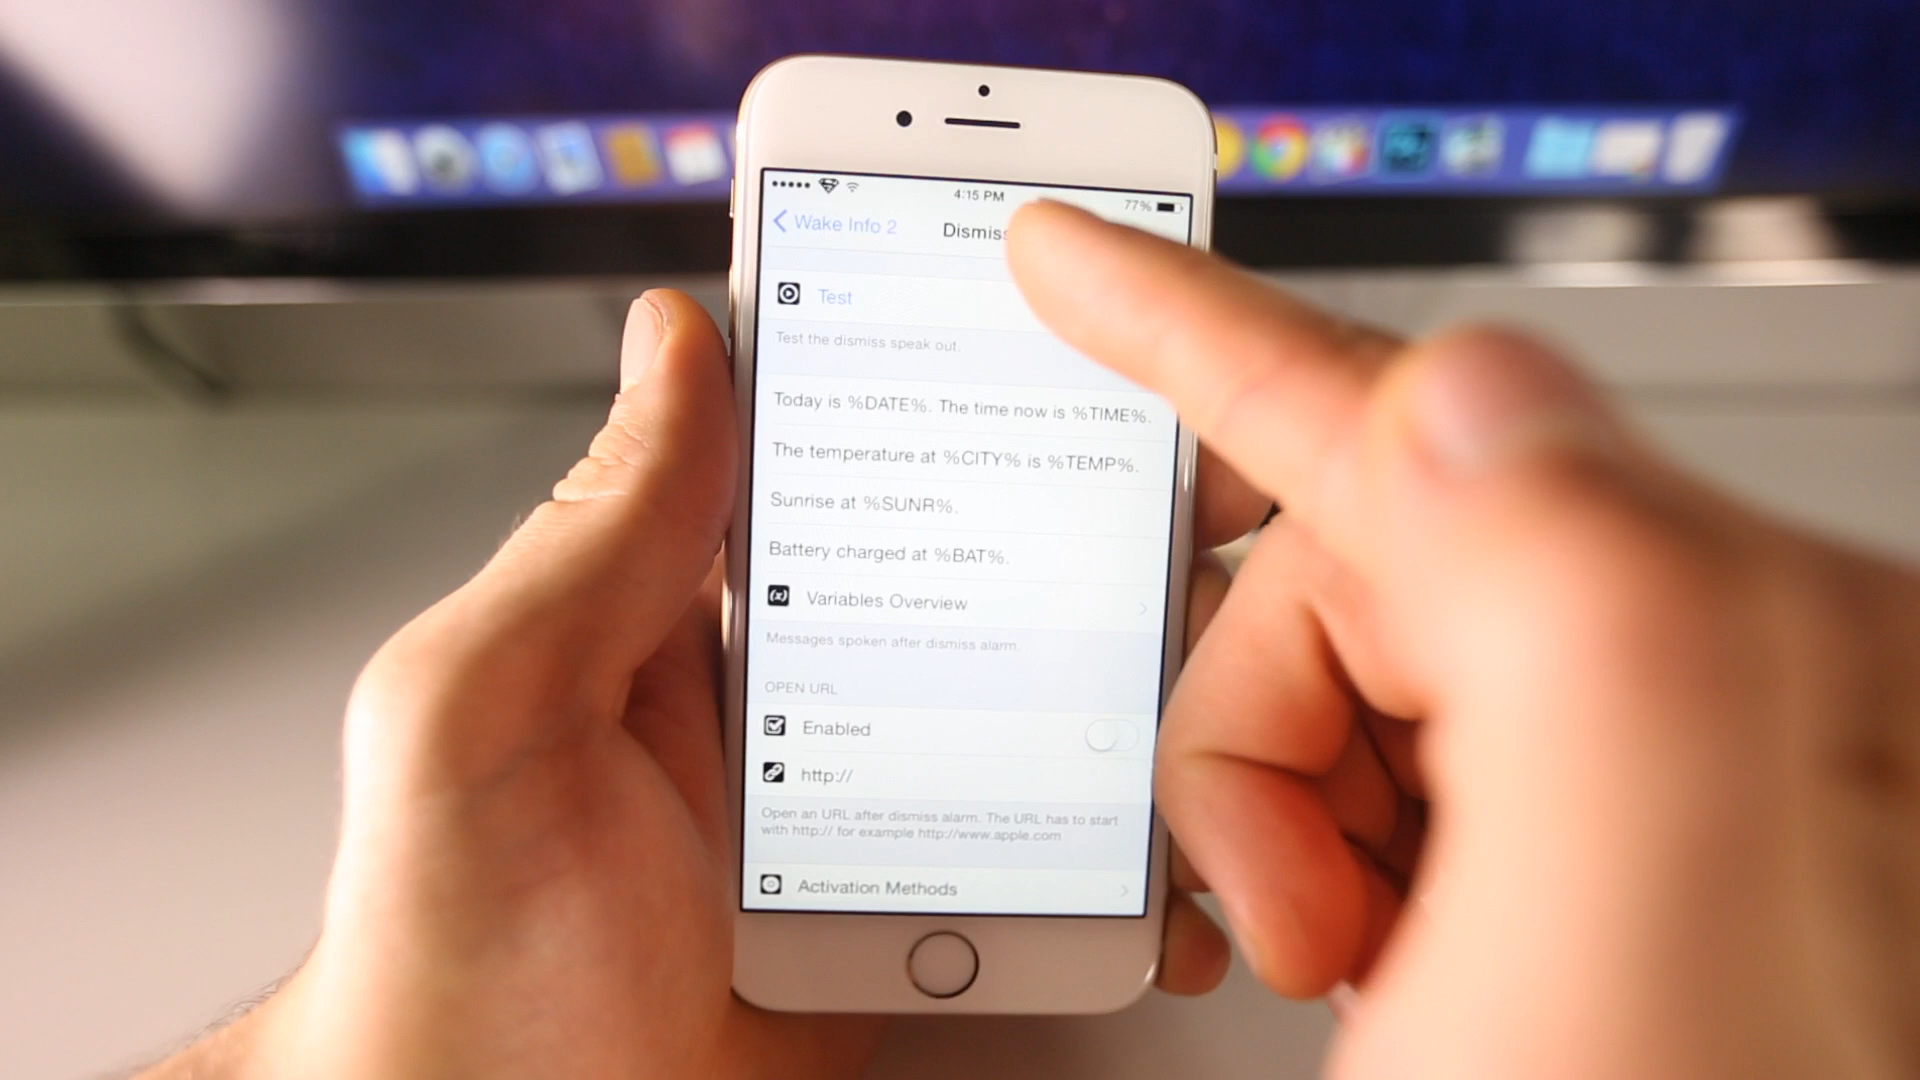 4:15 PM
77%
Wake Info 2
Test
Test the dismiss speak out.
Today is %DATE%. The time now is %TIME%.
The temperature at %CITY% is %TEMP%.
Sunrise at %SUNR%.
Battery charged at %BAT%.
(x) Variables Overview
Messages spoken after dismiss alarm.
OPEN URL
Enabled
http://
Open an URL after dismiss alarm. The URL has to start
with http:// for example http://www.apple.com
Activation Methods